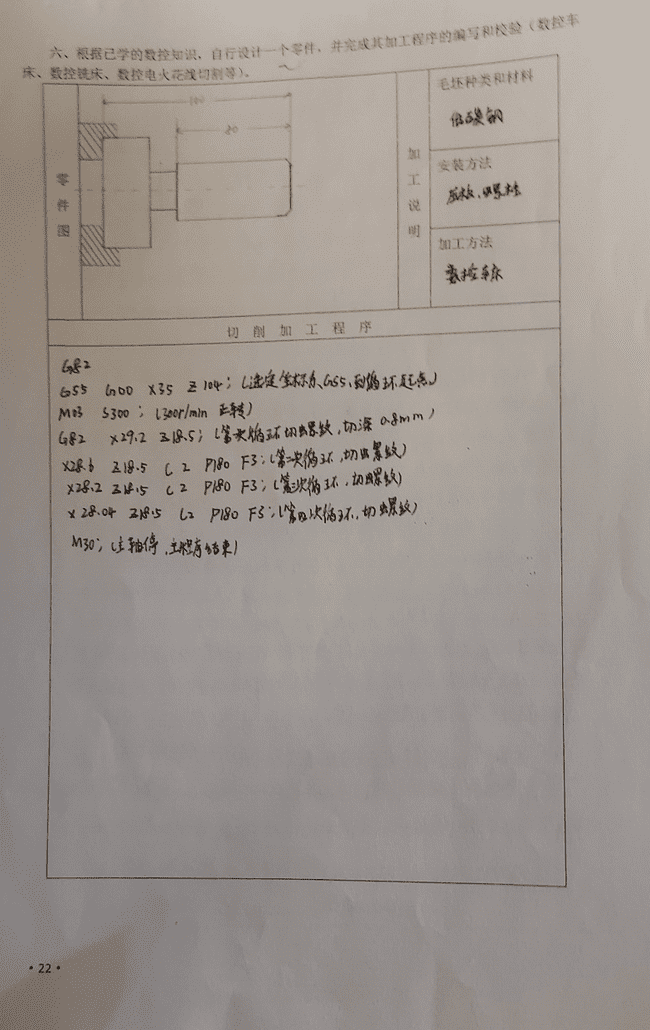 六、根据已学的数控知识，自行设计一个零件，并完成其加工程序的编写和校验（数控车
床、数控铣床、数控电火花线切割等）。
零件图
100
20
加工说明
毛坯种类和材料
低碳钢
安装方法
压板、螺柱
加工方法
数控车床
切削加工程序
G82
G55 G00 X35 Z104；（选定坐标系G55，到循环起点。）
M03 S300；（300r/min 正转）
G82 X29.2 Z18.5；（第一次循环切螺纹，切深0.8mm）
X28.6 Z18.5 C2 P180 F3；（第二次循环，切螺纹）
X28.2 Z18.5 C2 P180 F3；（第三次循环，切螺纹）
X28.04 Z18.5 C2 P180 F3；（第四次循环，切螺纹）
M30；（主轴停，主程序结束）
·22·